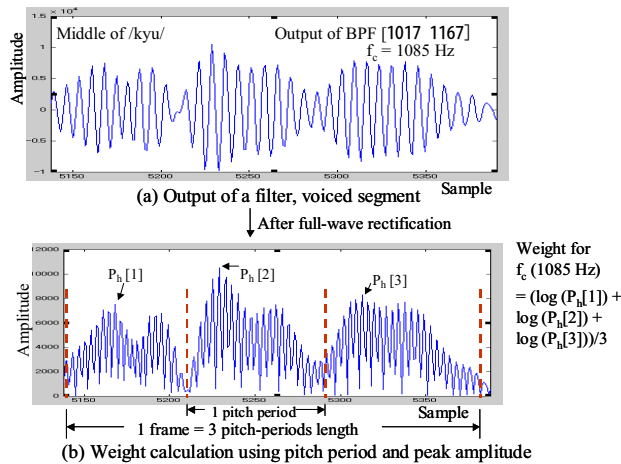 1.5 × 10⁴
Middle of /kyu/
Output of BPF [1017 1167]
f_c = 1085 Hz
Amplitude
1.0
0.5
0
-0.5
-1
5150 5200 5250 5300 5350
Sample
(a) Output of a filter, voiced segment
After full-wave rectification
12000
10000
8000
6000
4000
2000
0
Amplitude
P_h [1]
P_h [2]
P_h [3]
5150 5200 5250 5300 5350
Sample
1 pitch period
1 frame = 3 pitch-periods length
Weight for
f_c (1085 Hz)
= (log (P_h[1]) +
log (P_h[2]) +
log (P_h[3]))/3
(b) Weight calculation using pitch period and peak amplitude